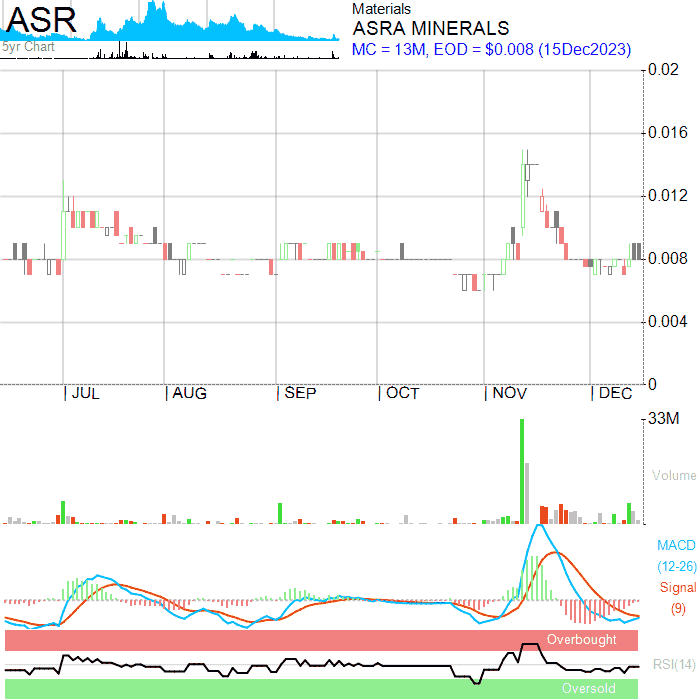 ASR
5yr Chart
Materials
ASRA MINERALS
MC = 13M, EOD = $0.008 (15Dec2023)
0.02
0.016
0.012
0.008
0.004
0
| JUL | AUG | SEP | OCT | NOV | DEC
33M
Volume
MACD
(12-26)
Signal
(9)
Overbought
RSI(14)
Oversold